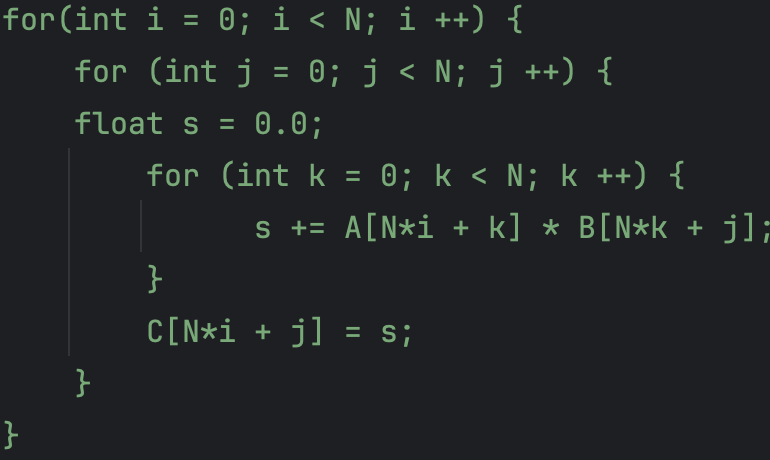 for(int i = 0; i < N; i ++) {
    for (int j = 0; j < N; j ++) {
    float s = 0.0;
        for (int k = 0; k < N; k ++) {
              s += A[N*i + k] * B[N*k + j];
        }
        C[N*i + j] = s;
    }
}